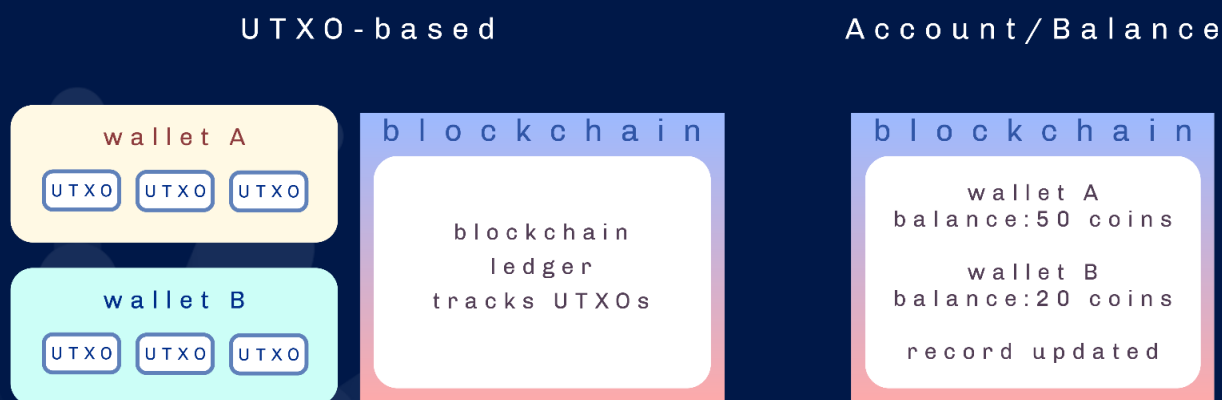 UTXO-based
wallet A
UTXO UTXO UTXO
wallet B
UTXO UTXO UTXO
blockchain
blockchain
ledger
tracks UTXOs
Account/Balance
blockchain
wallet A
balance:50 coins
wallet B
balance:20 coins
record updated